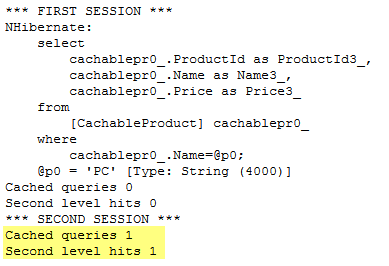 *** FIRST SESSION ***
NHibernate:
    select
        cachablepr0_.ProductId as ProductId3_,
        cachablepr0_.Name as Name3_,
        cachablepr0_.Price as Price3_
    from
        [CachableProduct] cachablepr0_
    where
        cachablepr0_.Name=@p0;
    @p0 = 'PC' [Type: String (4000)]
Cached queries 0
Second level hits 0
*** SECOND SESSION ***
Cached queries 1
Second level hits 1